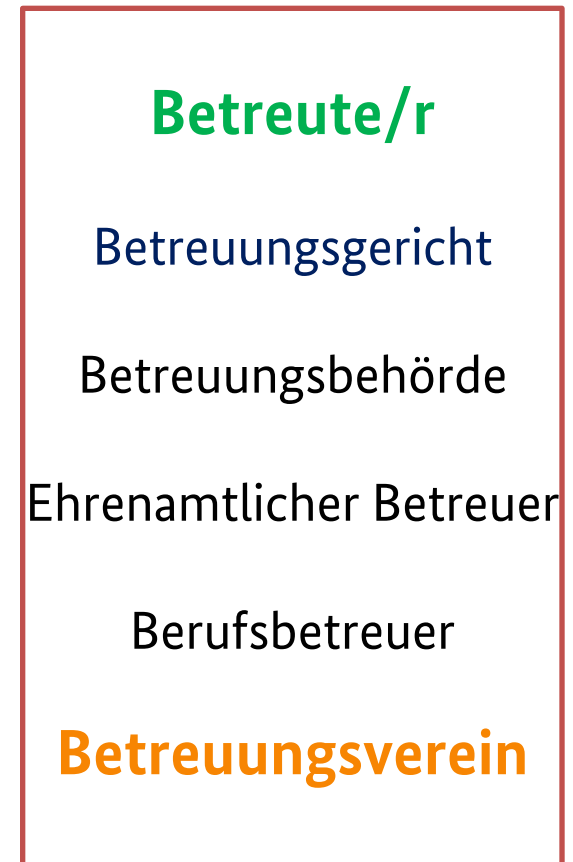 Betreute/r
Betreuungsgericht
Betreuungsbehörde
Ehrenamtlicher Betreuer
Berufsbetreuer
Betreuungsverein